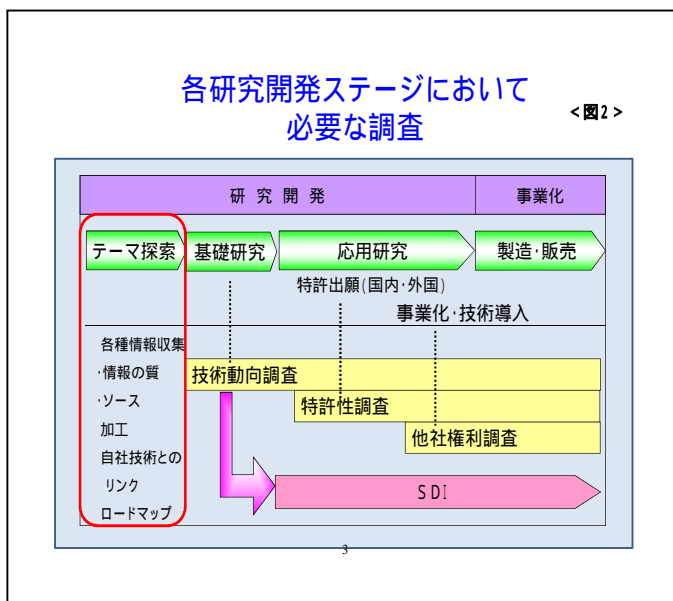 各研究開発ステージにおいて
必要な調査
<図2>
研 究 開 発
事業化
テーマ探索
基礎研究
応用研究
製造･販売
特許出願(国内･外国)
事業化･技術導入
各種情報収集
･情報の質
･ソース
加工
自社技術との
リンク
ロードマップ
技術動向調査
特許性調査
他社権利調査
SDI
3